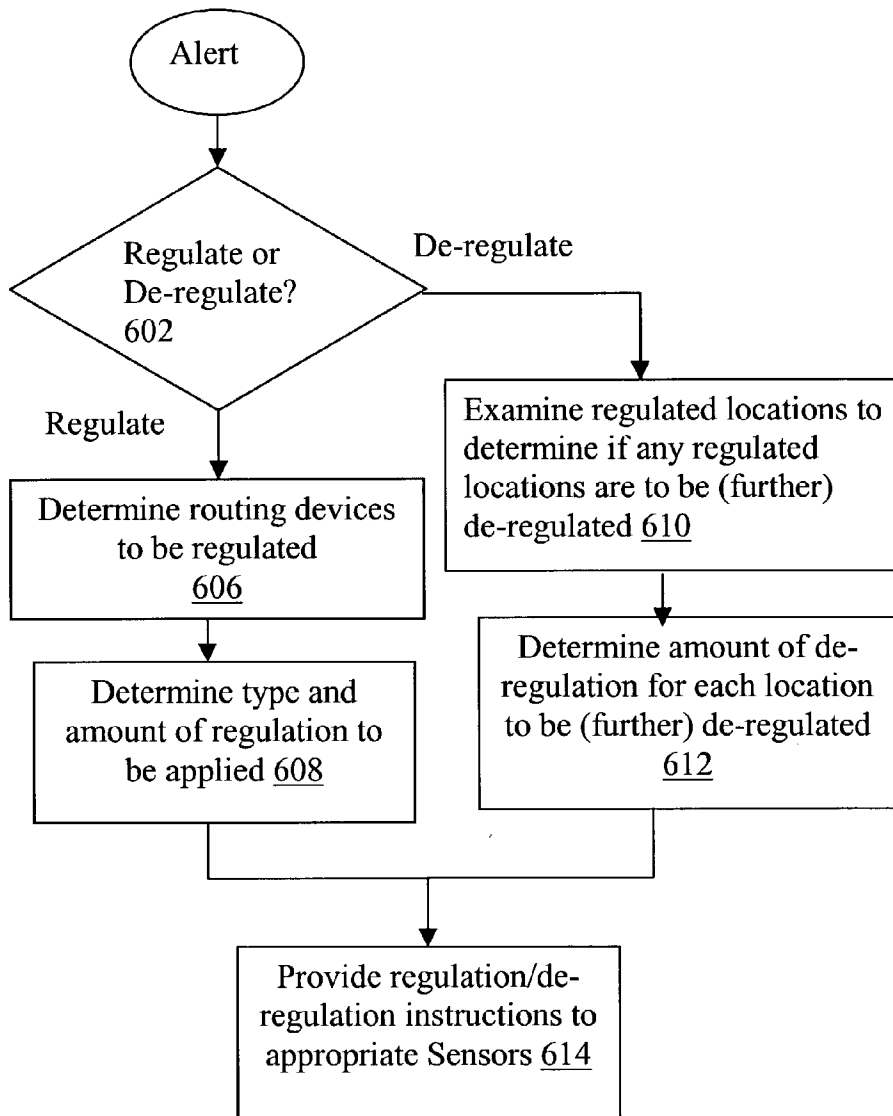 Alert
Regulate or
De-regulate?
602
De-regulate
Regulate
Examine regulated locations to
determine if any regulated
locations are to be (further)
de-regulated 610
Determine routing devices
to be regulated
606
Determine type and
amount of regulation to
be applied 608
Determine amount of de-
regulation for each location
to be (further) de-regulated
612
Provide regulation/de-
regulation instructions to
appropriate Sensors 614